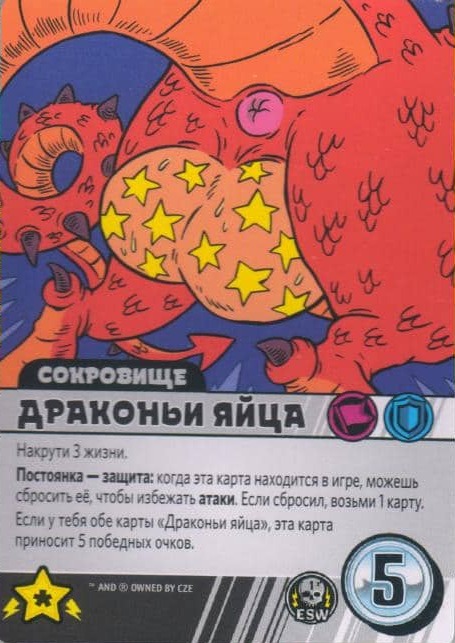 СОКРОВИЩЕ
ДРАКОНЬИ ЯЙЦА
Накрути 3 жизни.
Постоянка — защита: когда эта карта находится в игре, можешь
сбросить её, чтобы избежать атаки. Если сбросил, возьми 1 карту.
Если у тебя обе карты «Драконьи яйца», эта карта
приносит 5 победных очков.
*
™ AND ® OWNED BY CZE
ESW
5